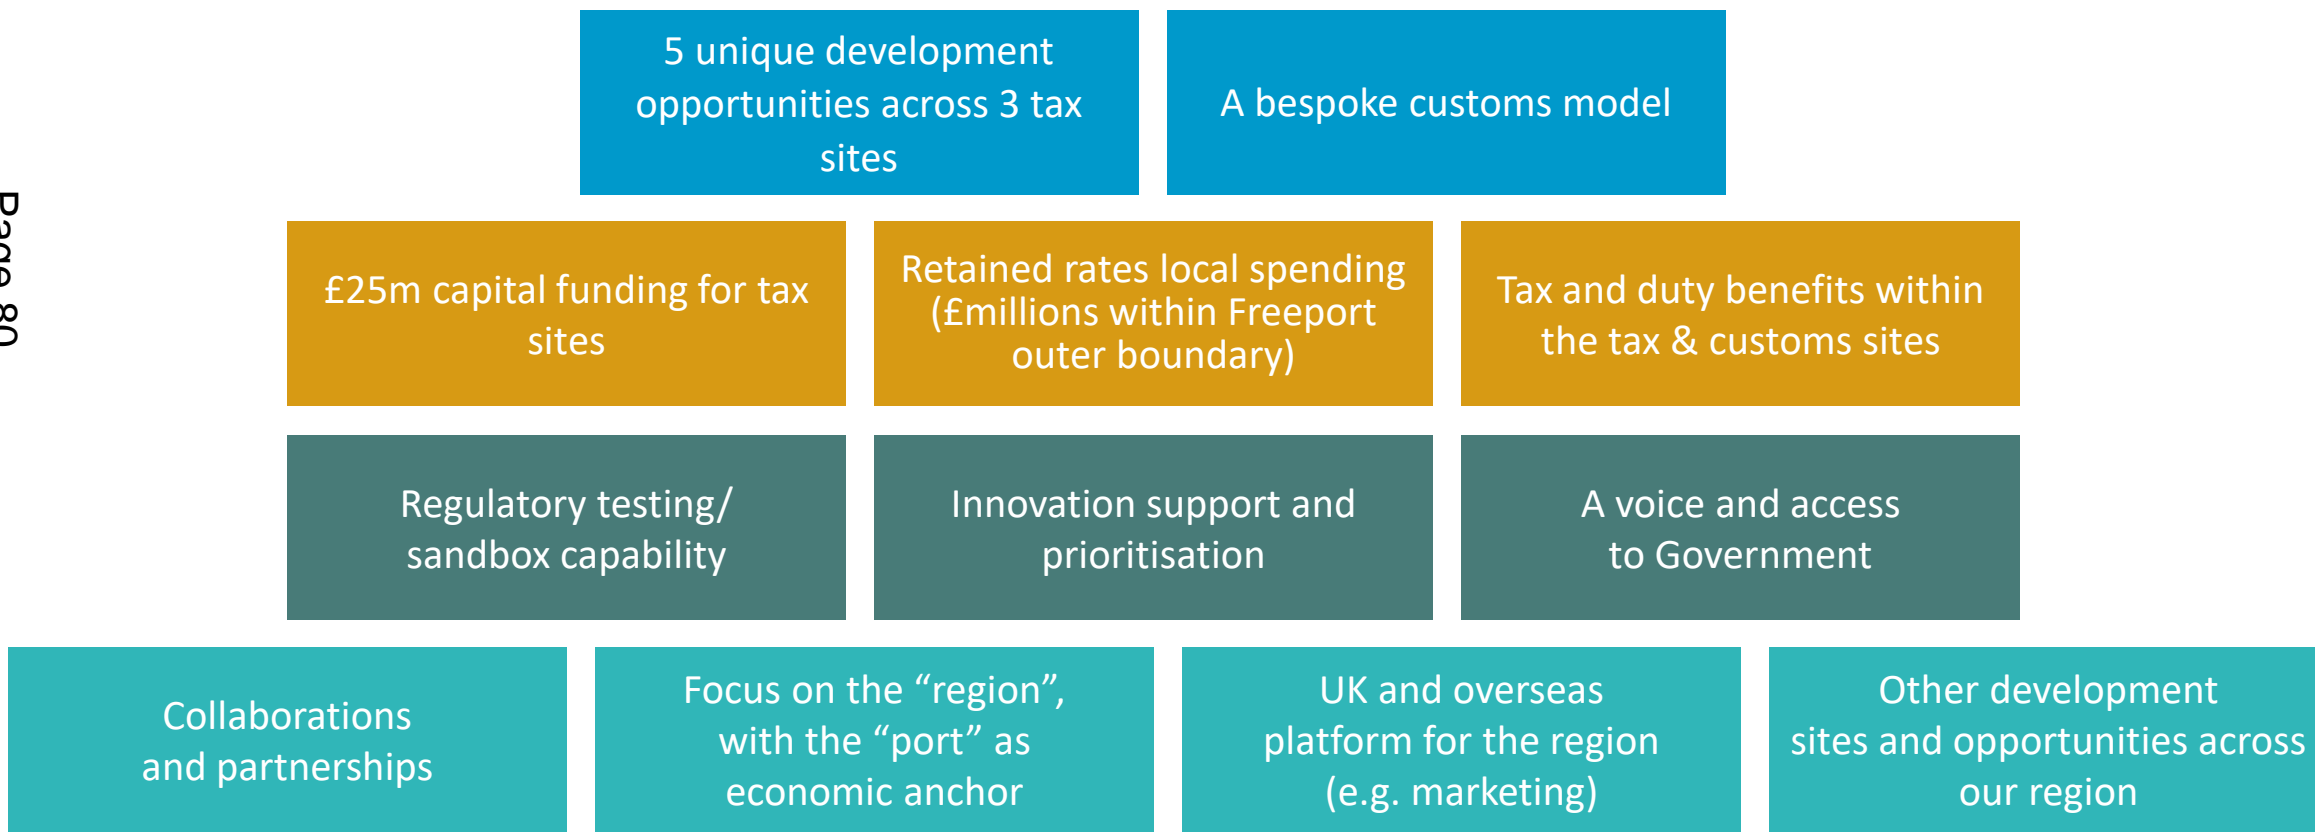 5 unique development
opportunities across 3 tax
sites
A bespoke customs model
Page 80
£25m capital funding for tax
sites
Retained rates local spending
(£millions within Freeport
outer boundary)
Tax and duty benefits within
the tax & customs sites
Regulatory testing/
sandbox capability
Innovation support and
prioritisation
A voice and access
to Government
Collaborations
and partnerships
Focus on the “region”,
with the “port” as
economic anchor
UK and overseas
platform for the region
(e.g. marketing)
Other development
sites and opportunities across
our region